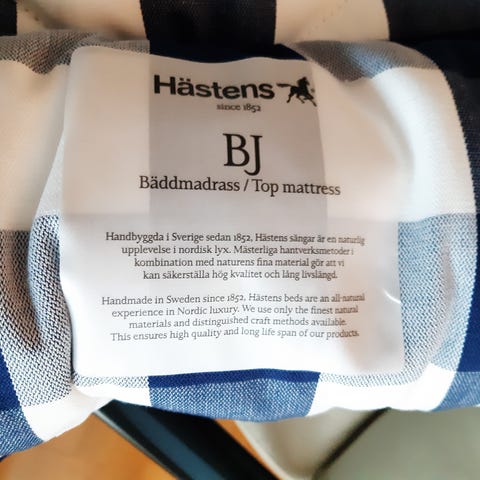 Hästens
since 1852
BJ
Bäddmadrass / Top mattress
Handbyggda i Sverige sedan 1852, Hästens sängar är en naturlig
upplevelse i nordisk lyx. Mästerliga hantverksmetoder i
kombination med naturens fina material gör att vi
kan säkerställa hög kvalitet och lång livslängd.
Handmade in Sweden since 1852. Hästens beds are an all-natural
experience in Nordic luxury. We use only the finest natural
materials and distinguished craft methods available.
This ensures high quality and long life span of our products.